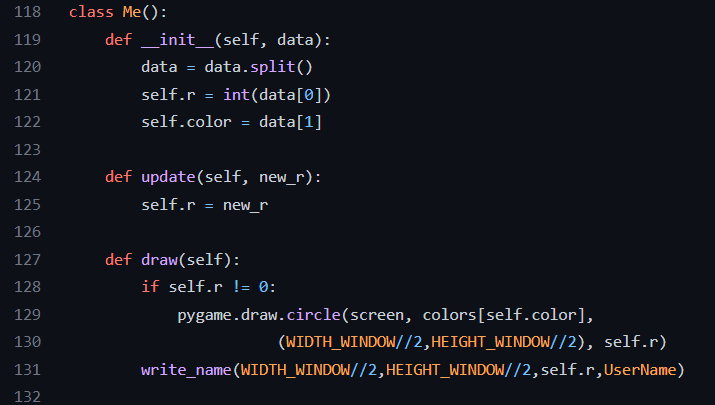 118 class Me():
119     def __init__(self, data):
120         data = data.split()
121         self.r = int(data[0])
122         self.color = data[1]
123
124     def update(self, new_r):
125         self.r = new_r
126
127     def draw(self):
128         if self.r != 0:
129             pygame.draw.circle(screen, colors[self.color],
130                        (WIDTH_WINDOW//2,HEIGHT_WINDOW//2), self.r)
131         write_name(WIDTH_WINDOW//2,HEIGHT_WINDOW//2,self.r,UserName)
132